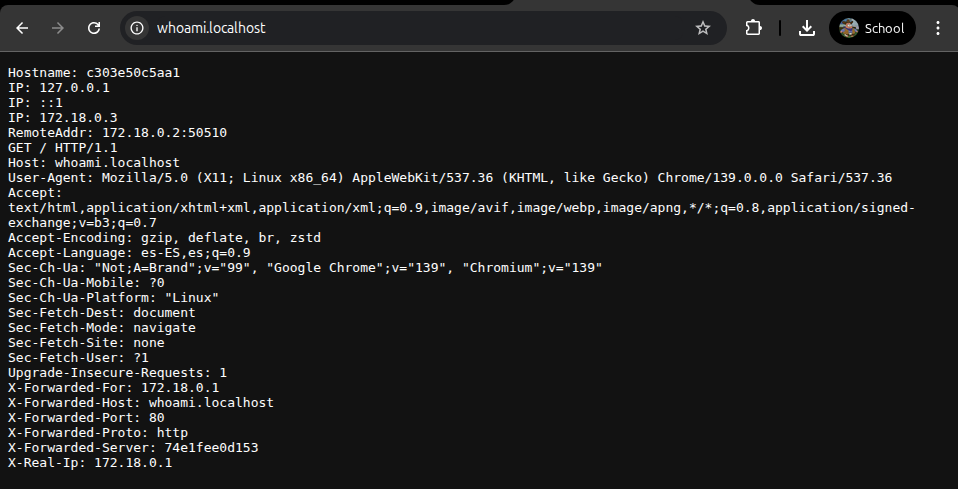 whoami.localhost
School
Hostname: c303e50c5aa1
IP: 127.0.0.1
IP: ::1
IP: 172.18.0.3
RemoteAddr: 172.18.0.2:50510
GET / HTTP/1.1
Host: whoami.localhost
User-Agent: Mozilla/5.0 (X11; Linux x86_64) AppleWebKit/537.36 (KHTML, like Gecko) Chrome/139.0.0.0 Safari/537.36
Accept:
text/html,application/xhtml+xml,application/xml;q=0.9,image/avif,image/webp,image/apng,*/*;q=0.8,application/signed-
exchange;v=b3;q=0.7
Accept-Encoding: gzip, deflate, br, zstd
Accept-Language: es-ES,es;q=0.9
Sec-Ch-Ua: "Not;A=Brand";v="99", "Google Chrome";v="139", "Chromium";v="139"
Sec-Ch-Ua-Mobile: ?0
Sec-Ch-Ua-Platform: "Linux"
Sec-Fetch-Dest: document
Sec-Fetch-Mode: navigate
Sec-Fetch-Site: none
Sec-Fetch-User: ?1
Upgrade-Insecure-Requests: 1
X-Forwarded-For: 172.18.0.1
X-Forwarded-Host: whoami.localhost
X-Forwarded-Port: 80
X-Forwarded-Proto: http
X-Forwarded-Server: 74e1fee0d153
X-Real-Ip: 172.18.0.1